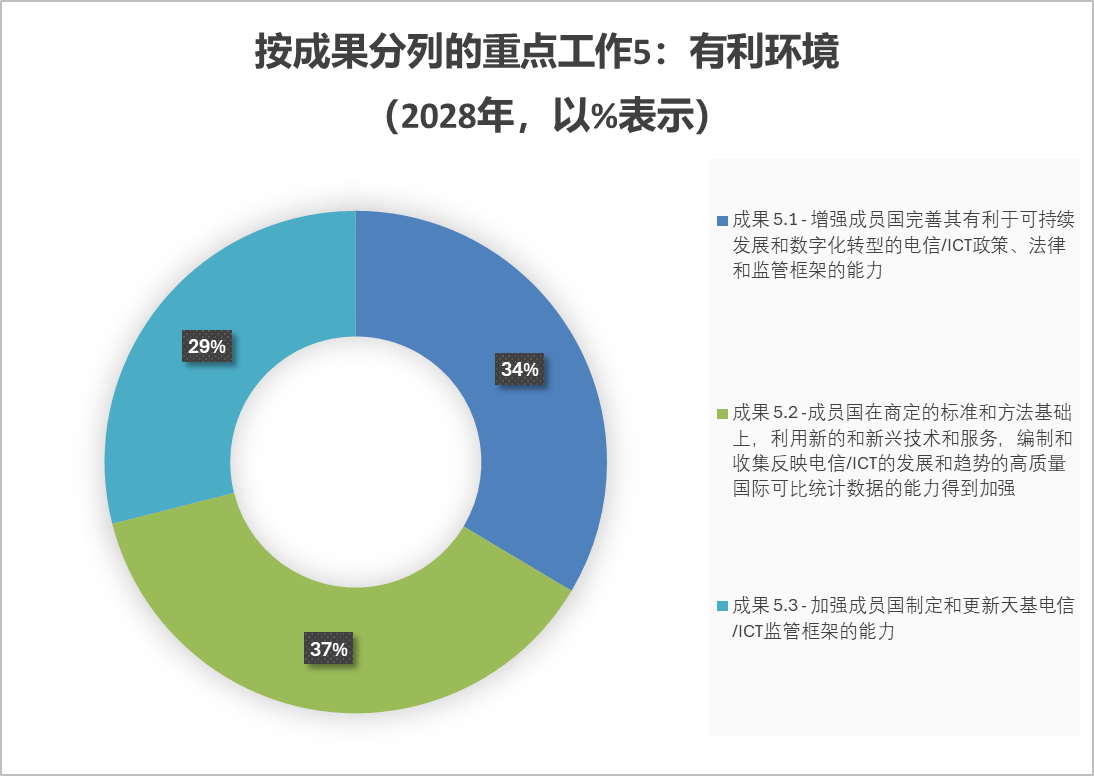 按成果分列的重点工作5：有利环境
（2028年，以%表示）
成果 5.1 - 增强成员国完善其有利于可持续
发展和数字化转型的电信/ICT政策、法律
和监管框架的能力
成果 5.2 -成员国在商定的标准和方法基础
上，利用新的和新兴技术和服务，编制和
收集反映电信/ICT的发展和趋势的高质量
国际可比统计数据的能力得到加强
成果 5.3 - 加强成员国制定和更新天基电信
/ICT监管框架的能力
29%
34%
37%